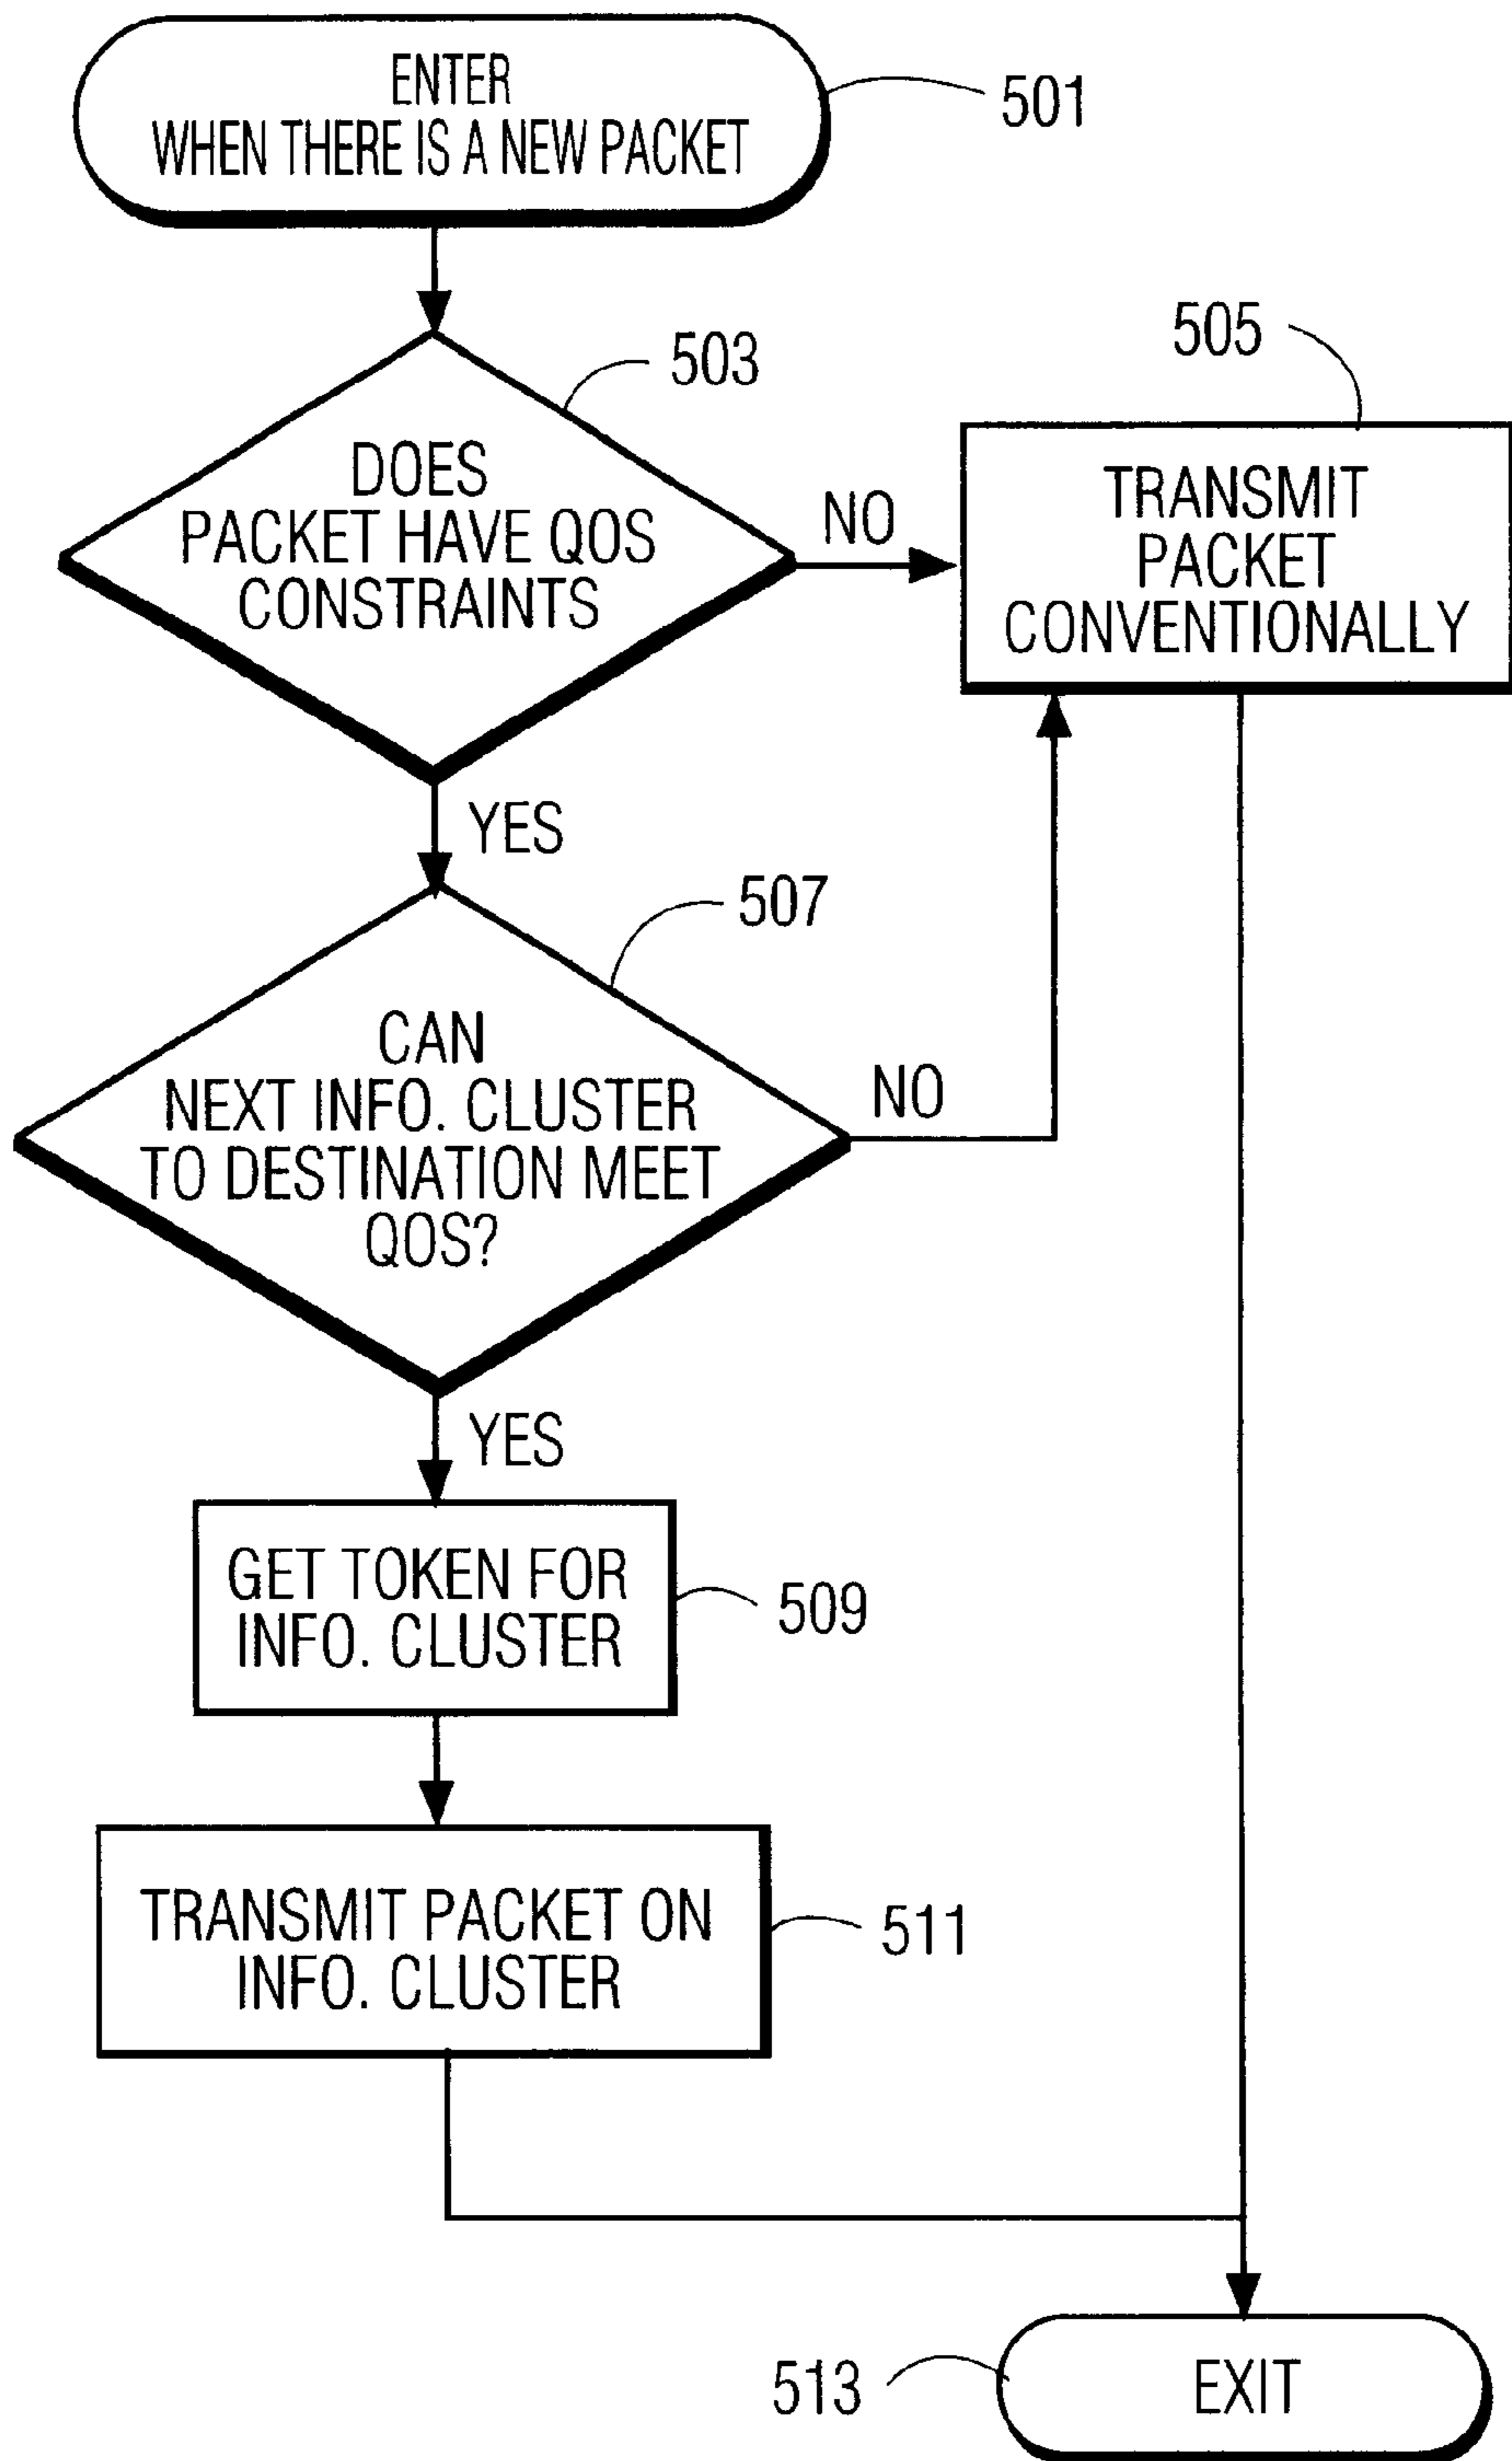 ENTER
WHEN THERE IS A NEW PACKET
501
503
DOES
PACKET HAVE QOS
CONSTRAINTS
NO
505
TRANSMIT
PACKET
CONVENTIONALLY
YES
507
CAN
NEXT INFO. CLUSTER
TO DESTINATION MEET
QOS?
NO
YES
GET TOKEN FOR
INFO. CLUSTER
509
TRANSMIT PACKET ON
INFO. CLUSTER
511
513
EXIT